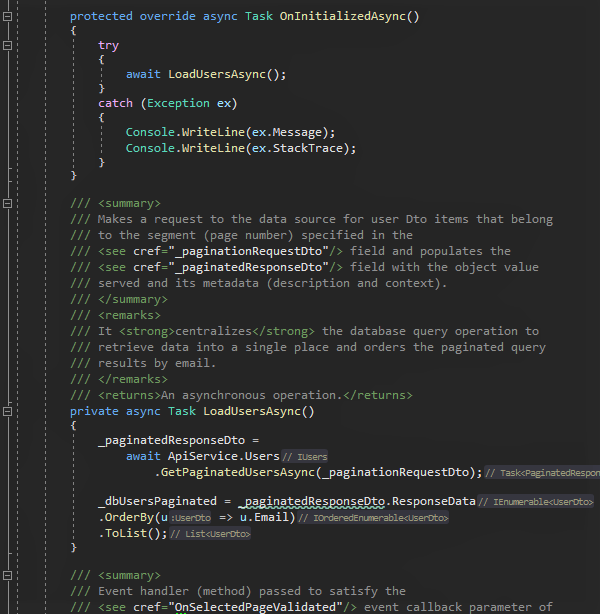 protected override async Task OnInitializedAsync()
{
try
{
await LoadUsersAsync();
}
catch (Exception ex)
{
Console.WriteLine(ex.Message);
Console.WriteLine(ex.StackTrace);
}
}
/// <summary>
/// Makes a request to the data source for user Dto items that belong
/// to the segment (page number) specified in the
/// <see cref="_paginationRequestDto"/> field and populates the
/// <see cref="_paginatedResponseDto"/> field with the object value
/// served and its metadata (description and context).
/// </summary>
/// <remarks>
/// It <strong>centralizes</strong> the database query operation to
/// retrieve data into a single place and orders the paginated query
/// results by email.
/// </remarks>
/// <returns>An asynchronous operation.</returns>
private async Task LoadUsersAsync()
{
_paginatedResponseDto =
await ApiService.Users // IUsers
.GetPaginatedUsersAsync(_paginationRequestDto); // Task<PaginatedRespon
_dbUsersPaginated = _paginatedResponseDto.ResponseData // IEnumerable<UserDto>
.OrderBy(u :UserDto => u.Email) // IOrderedEnumerable<UserDto>
.ToList(); // List<UserDto>
}
/// <summary>
/// Event handler (method) passed to satisfy the
/// <see cref="OnSelectedPageValidated"/> event callback parameter of